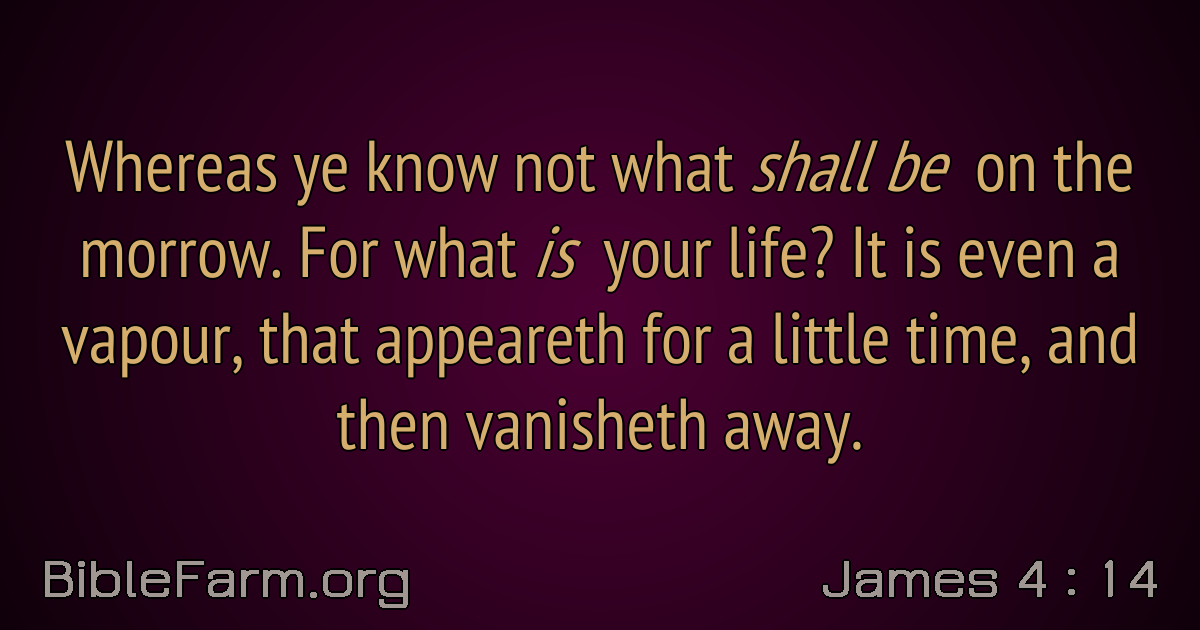 Whereas ye know not what shall be on the
morrow. For what is your life? It is even a
vapour, that appeareth for a little time, and
then vanisheth away.
BibleFarm.org
James 4 : 14